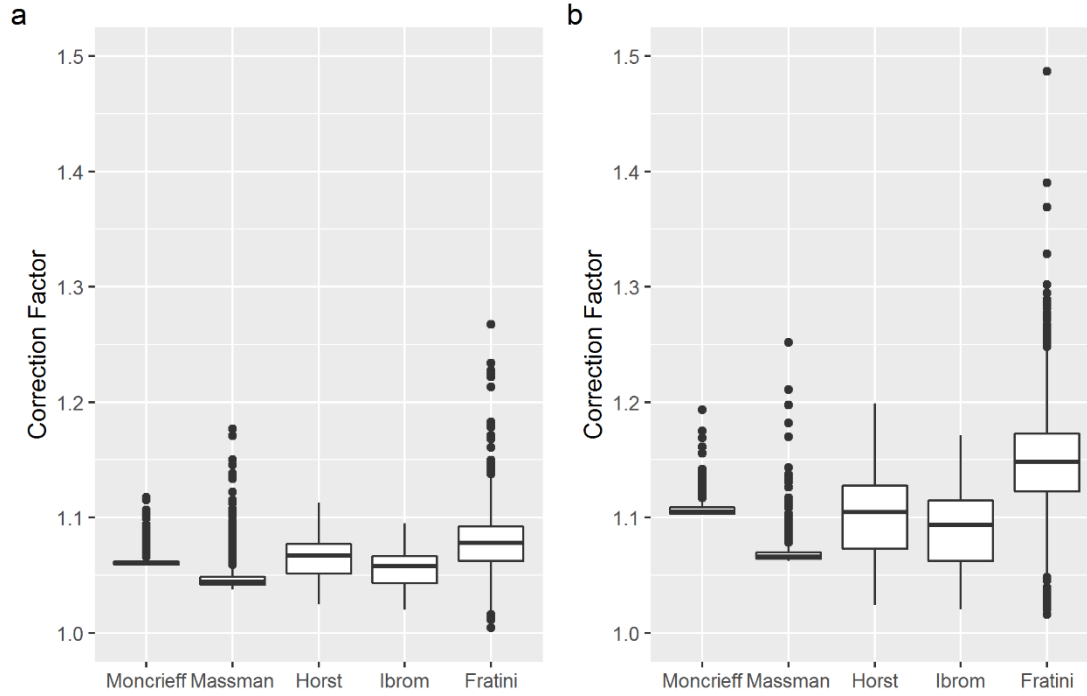 a
Correction Factor
1.5
1.4
1.3
1.2
1.1
1.0
Moncrieff Massman Horst Ibrom Fratini
b
Correction Factor
1.5
1.4
1.3
1.2
1.1
1.0
Moncrieff Massman Horst Ibrom Fratini